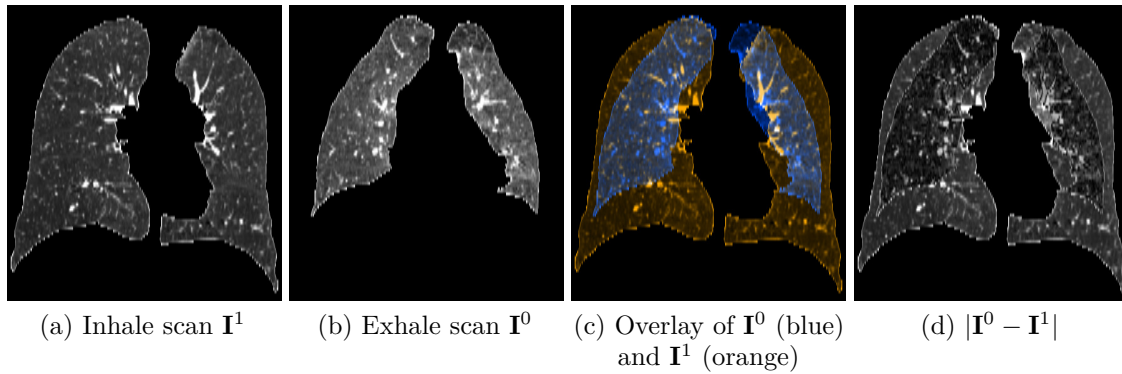 (a) Inhale scan I¹
(b) Exhale scan I⁰
(c) Overlay of I⁰ (blue)
and I¹ (orange)
(d) |I⁰ − I¹|